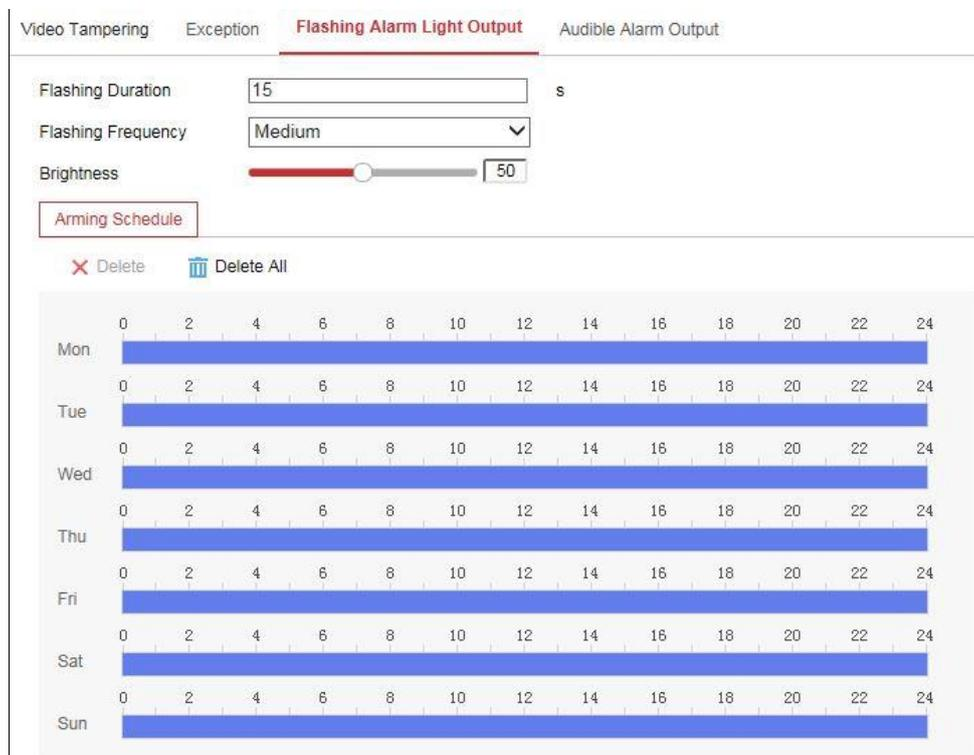 Video Tampering Exception Flashing Alarm Light Output Audible Alarm Output
Flashing Duration 15 s
Flashing Frequency Medium
Brightness 50
Arming Schedule
Delete Delete All
0 2 4 6 8 10 12 14 16 18 20 22 24
Mon
0 2 4 6 8 10 12 14 16 18 20 22 24
Tue
0 2 4 6 8 10 12 14 16 18 20 22 24
Wed
0 2 4 6 8 10 12 14 16 18 20 22 24
Thu
0 2 4 6 8 10 12 14 16 18 20 22 24
Fri
0 2 4 6 8 10 12 14 16 18 20 22 24
Sat
0 2 4 6 8 10 12 14 16 18 20 22 24
Sun